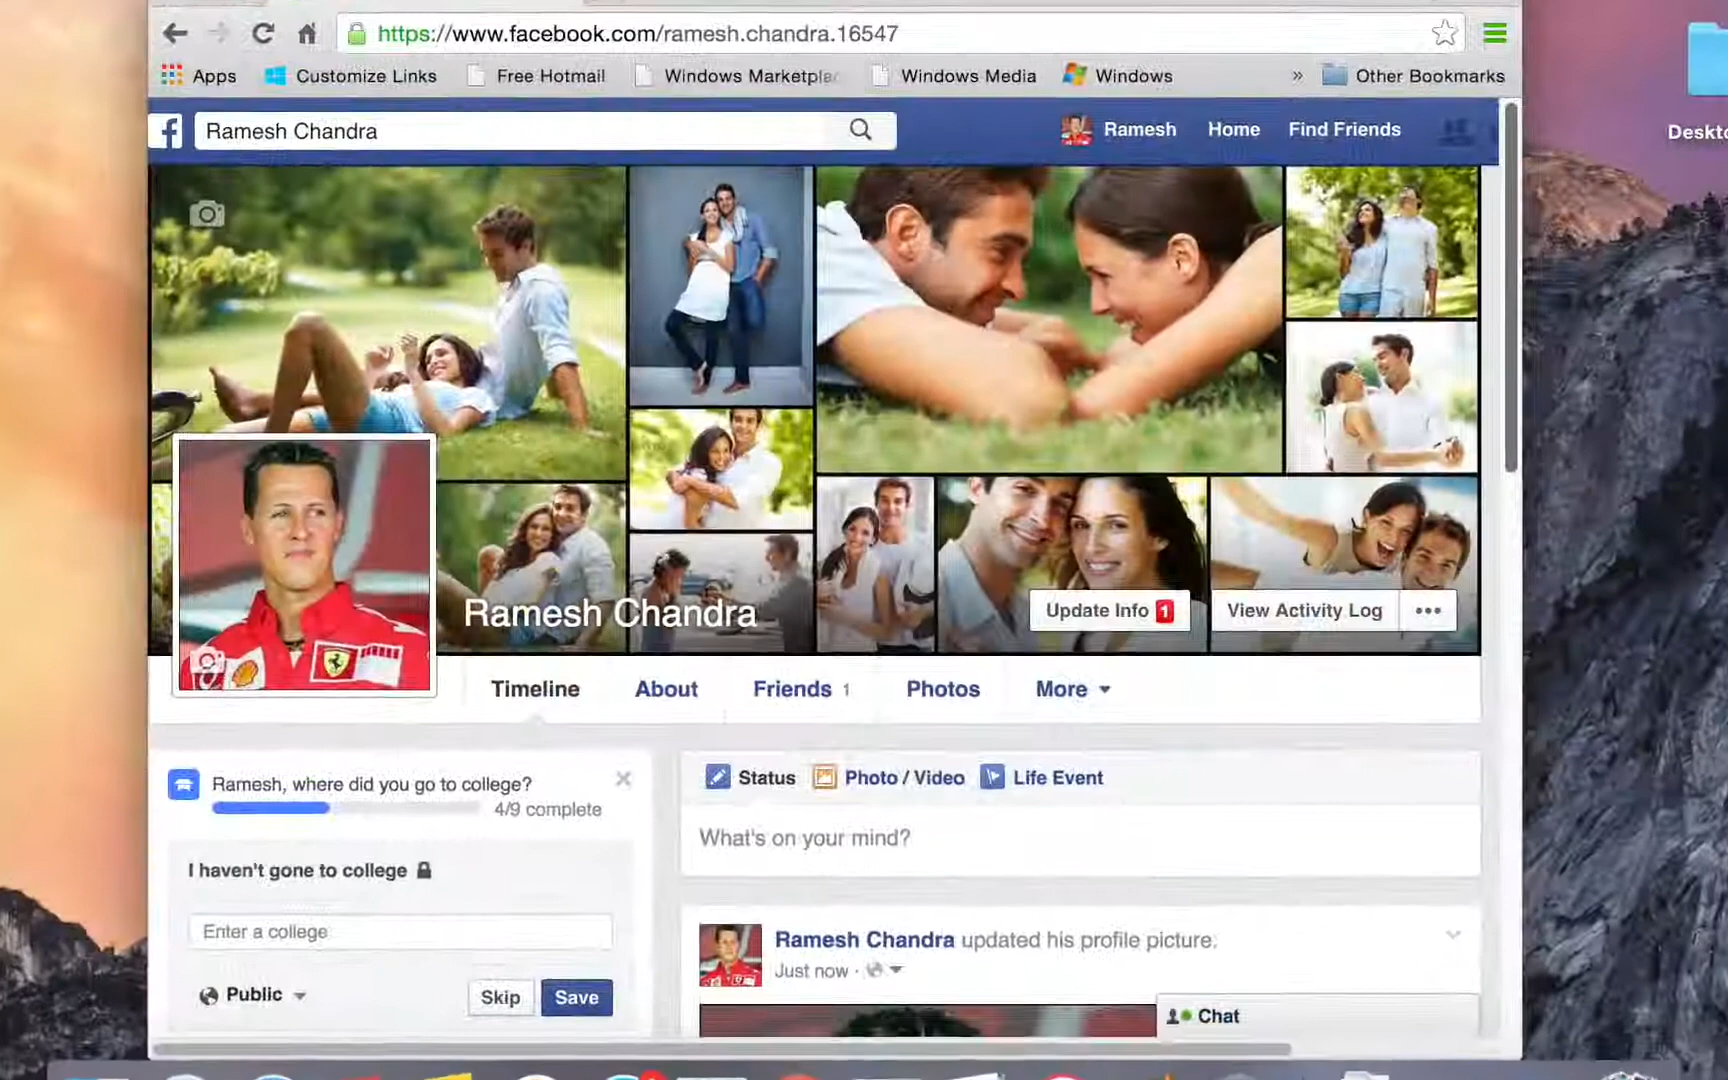 https://www.facebook.com/ramesh.chandra.16547
Apps Customize Links Free Hotmail Windows Marketplac Windows Media Windows » Other Bookmarks
Ramesh Chandra Ramesh Home Find Friends
Deskto
Ramesh Chandra
Update Info 1 View Activity Log
Timeline About Friends 1 Photos More
Ramesh, where did you go to college?
4/9 complete
I haven't gone to college
Enter a college
Public Skip Save
Status Photo / Video Life Event
What's on your mind?
Ramesh Chandra updated his profile picture.
Just now ·
Chat